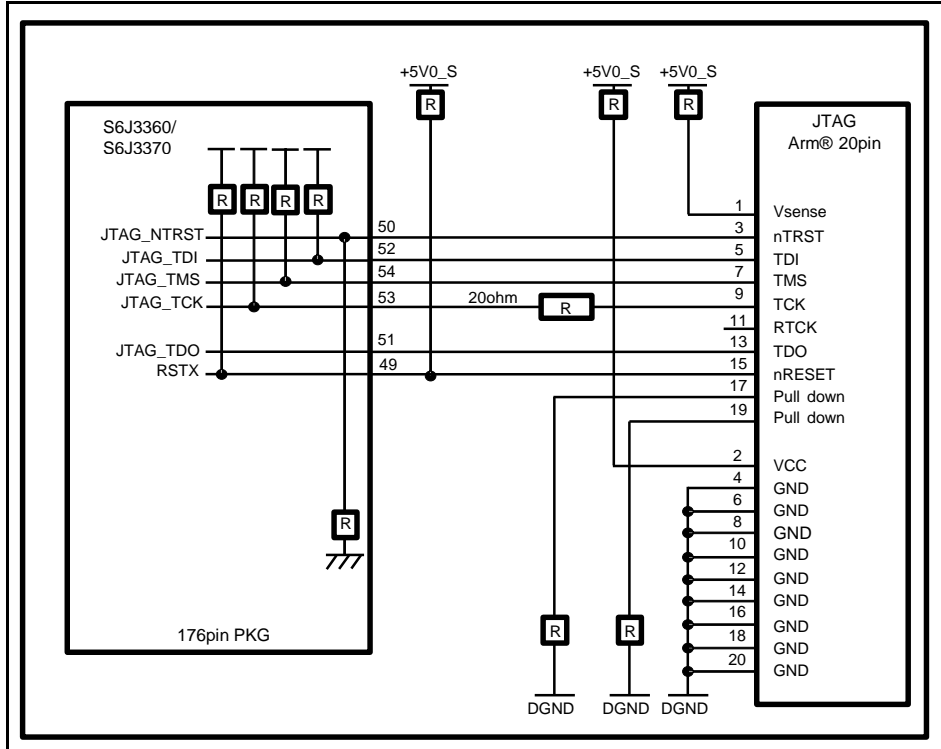 +5V0_S +5V0_S +5V0_S
R R R
S6J3360/
S6J3370
JTAG
Arm® 20pin
R R R R
1 Vsense
JTAG_NTRST 50 3 nTRST
JTAG_TDI 52 5 TDI
JTAG_TMS 54 7 TMS
JTAG_TCK 53 20ohm R 9 TCK
11 RTCK
JTAG_TDO 51 13 TDO
RSTX 49 15 nRESET
17 Pull down
19 Pull down
2 VCC
4 GND
6 GND
8 GND
R
10 GND
12 GND
14 GND
16 GND
R R
176pin PKG
18 GND
20 GND
DGND DGND DGND